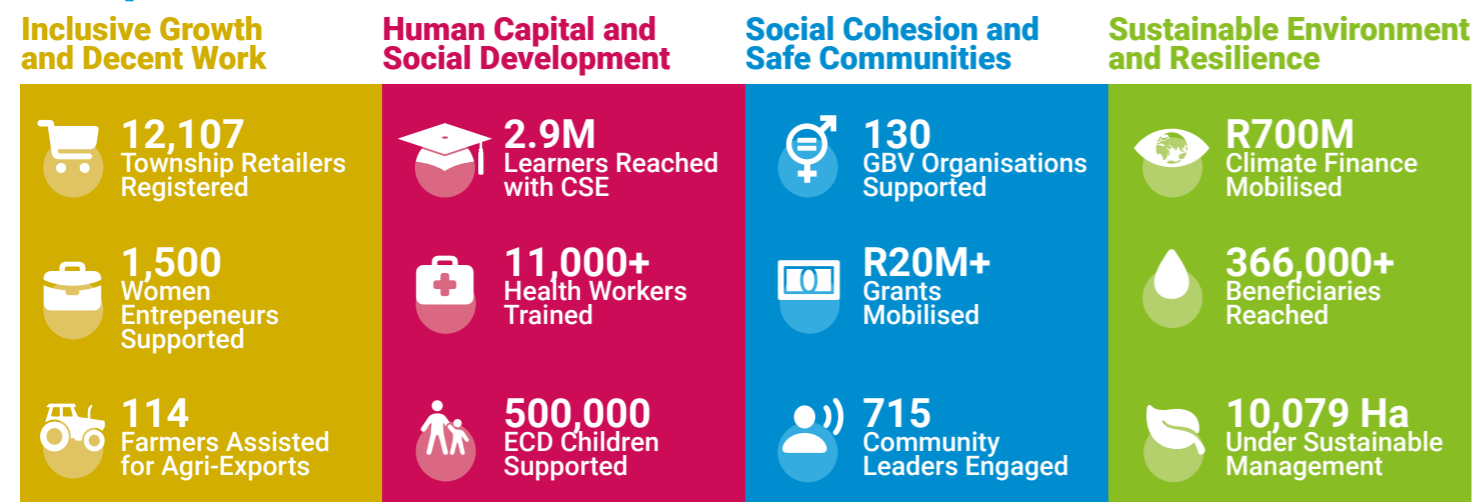 Inclusive Growth
and Decent Work
12,107
Township Retailers
Registered
1,500
Women
Entrepeneurs
Supported
114
Farmers Assisted
for Agri-Exports
Human Capital and
Social Development
2.9M
Learners Reached
with CSE
11,000+
Health Workers
Trained
500,000
ECD Children
Supported
Social Cohesion and
Safe Communities
130
GBV Organisations
Supported
R20M+
Grants
Mobilised
715
Community
Leaders Engaged
Sustainable Environment
and Resilience
R700M
Climate Finance
Mobilised
366,000+
Beneficiaries
Reached
10,079 Ha
Under Sustainable
Management